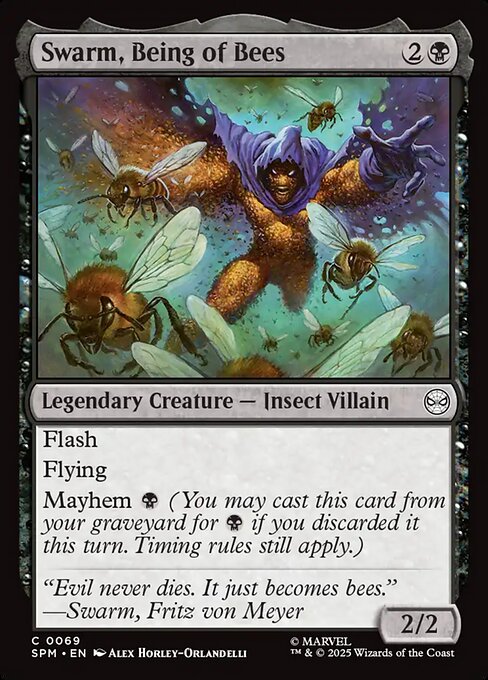 Swarm, Being of Bees 2
Legendary Creature — Insect Villain
Flash
Flying
Mayhem (You may cast this card from
your graveyard for if you discarded it
this turn. Timing rules still apply.)
“Evil never dies. It just becomes bees.”
—Swarm, Fritz von Meyer
2/2
C 0069
SPM • EN Alex Horley-Orlandelli
© MARVEL
™ & © 2025 Wizards of the Coast